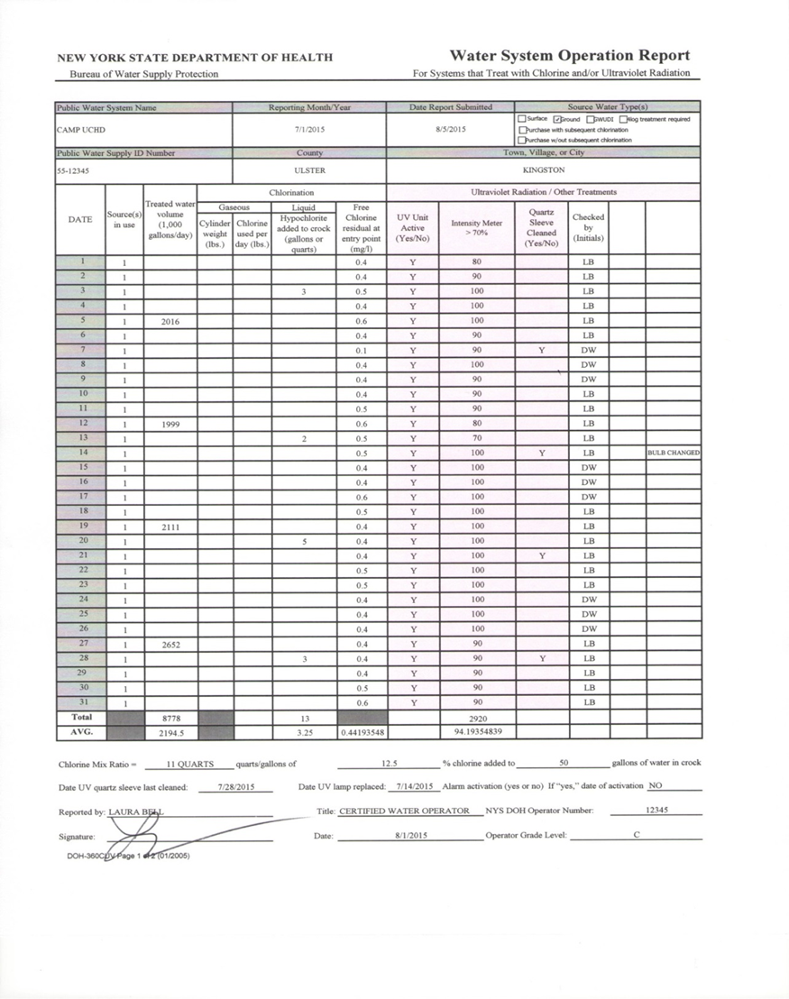 NEW YORK STATE DEPARTMENT OF HEALTH
Water System Operation Report
Bureau of Water Supply Protection
For Systems that Treat with Chlorine and/or Ultraviolet Radiation
Public Water System Name Reporting Month/Year Date Report Submitted Source Water Type(s)
CAMP UCHD 7/1/2015 8/5/2015
Surface Ground GWUDI 4log treatment required
Purchase with subsequent chlorination
Purchase w/out subsequent chlorination
Public Water Supply ID Number County Town, Village, or City
55-12345 ULSTER KINGSTON
DATE
Source(s) in use
Treated water volume (1,000 gallons/day)
Chlorination
Gaseous
Cylinder weight (lbs.)
Chlorine used per day (lbs.)
Liquid
Hypochlorite added to crock (gallons or quarts)
Free Chlorine residual at entry point (mg/l)
Ultraviolet Radiation / Other Treatments
UV Unit Active (Yes/No)
Intensity Meter > 70%
Quartz Sleeve Cleaned (Yes/No)
Checked by (Initials)
1 1 0.4 Y 80 LB
2 1 0.4 Y 90 LB
3 1 3 0.5 Y 100 LB
4 1 0.4 Y 100 LB
5 1 2016 0.6 Y 100 LB
6 1 0.4 Y 90 LB
7 1 0.1 Y 90 Y DW
8 1 0.4 Y 100 DW
9 1 0.4 Y 90 DW
10 1 0.4 Y 90 LB
11 1 0.5 Y 90 LB
12 1 1999 0.6 Y 80 LB
13 1 2 0.5 Y 70 LB
14 1 0.5 Y 100 Y LB BULB CHANGED
15 1 0.4 Y 100 DW
16 1 0.4 Y 100 DW
17 1 0.6 Y 100 DW
18 1 0.5 Y 100 LB
19 1 2111 0.4 Y 100 LB
20 1 5 0.4 Y 100 LB
21 1 0.4 Y 100 Y LB
22 1 0.5 Y 100 LB
23 1 0.5 Y 100 LB
24 1 0.4 Y 100 DW
25 1 0.4 Y 100 DW
26 1 0.4 Y 100 DW
27 1 2652 0.4 Y 90 LB
28 1 3 0.4 Y 90 Y LB
29 1 0.4 Y 90 LB
30 1 0.5 Y 90 LB
31 1 0.6 Y 90 LB
Total 8778 13 2920
AVG. 2194.5 3.25 0.44193548 94.19354839
Chlorine Mix Ratio = 11 QUARTS quarts/gallons of 12.5 % chlorine added to 50 gallons of water in crock
Date UV quartz sleeve last cleaned: 7/28/2015 Date UV lamp replaced: 7/14/2015 Alarm activation (yes or no) If "yes," date of activation NO
Reported by: LAURA BELL Title: CERTIFIED WATER OPERATOR NYS DOH Operator Number: 12345
Signature: Date: 8/1/2015 Operator Grade Level: C
DOH-360CUV Page 1 of 2 (01/2005)